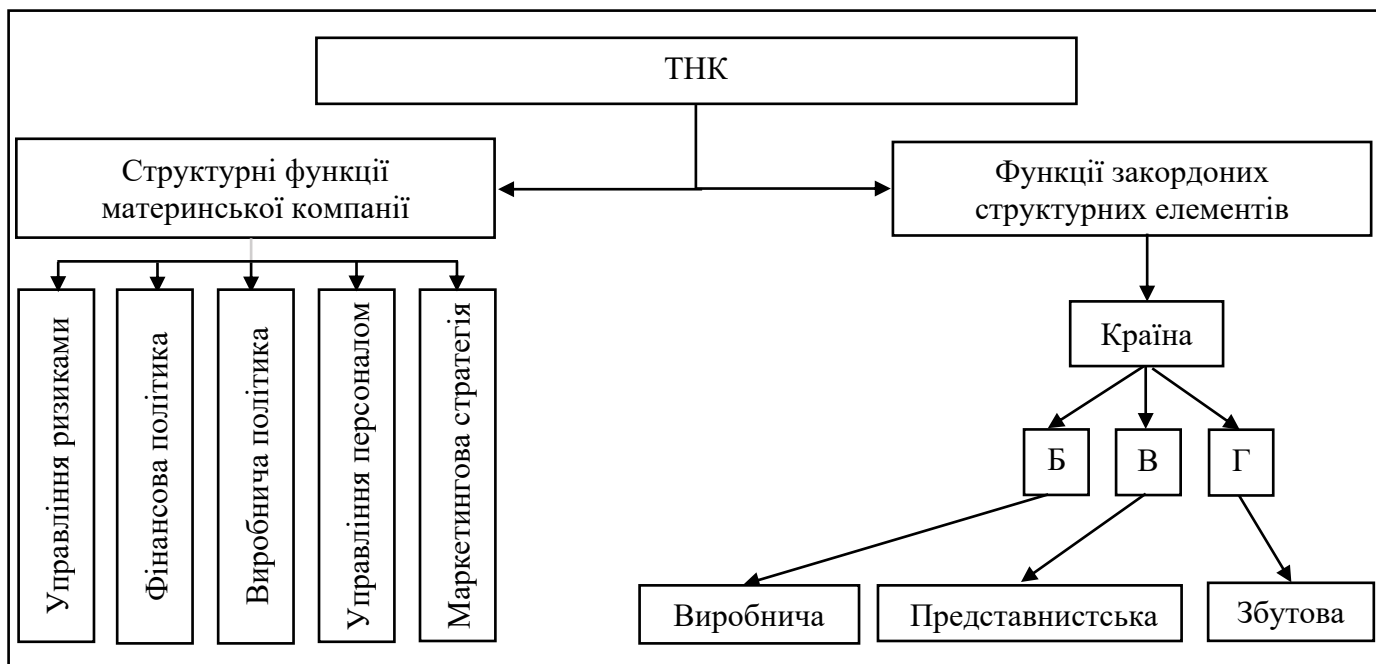 ТНК
Структурні функції
материнської компанії
Функції закордоних
структурних елементів
Управління ризиками
Фінансова політика
Виробнича політика
Управління персоналом
Маркетингова стратегія
Країна
Б
В
Г
Виробнича
Представнистська
Збутова